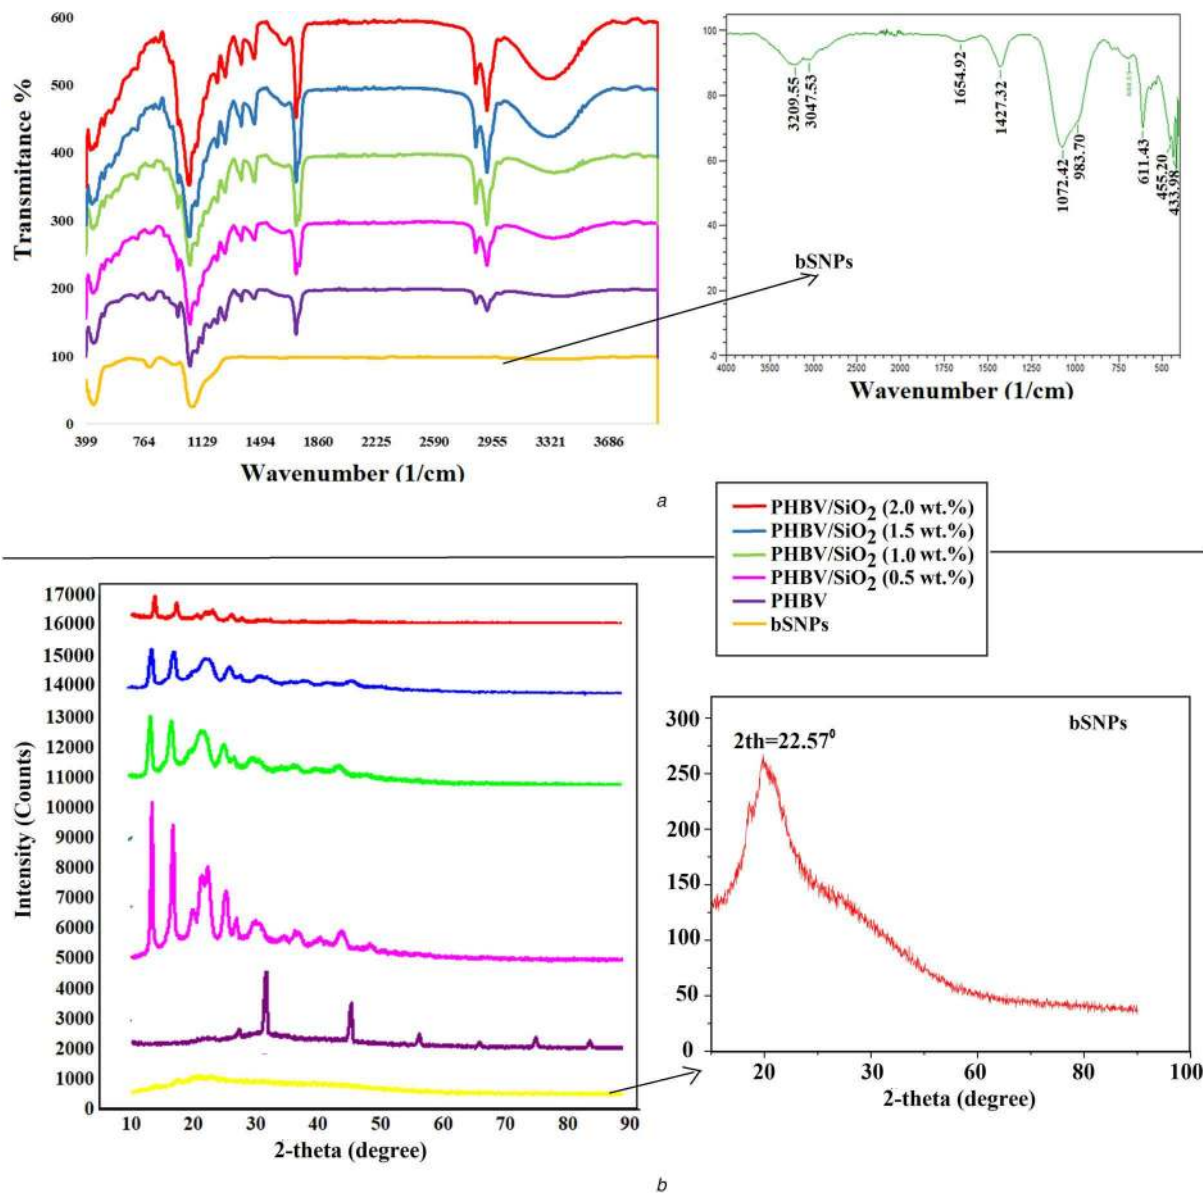 600
500
400
300
200
100
0
Transmitance %
399 764 1129 1494 1860 2225 2590 2955 3321 3686
Wavenumber (1/cm)
100
80
60
40
20
-0
3209.55
3047.53
1654.92
1427.32
1072.42
983.70
611.43
455.20
433.98
bSNPs
4000 3500 3000 2500 2000 1750 1500 1250 1000 750 500
Wavenumber (1/cm)
a
PHBV/SiO2 (2.0 wt.%)
PHBV/SiO2 (1.5 wt.%)
PHBV/SiO2 (1.0 wt.%)
PHBV/SiO2 (0.5 wt.%)
PHBV
bSNPs
17000
16000
15000
14000
13000
12000
11000
10000
9000
8000
7000
6000
5000
4000
3000
2000
1000
0
Intensity (Counts)
10 20 30 40 50 60 70 80 90
2-theta (degree)
bSNPs
2th=22.57⁰
300
250
200
150
100
50
0
20 30 60 80 100
2-theta (degree)
b